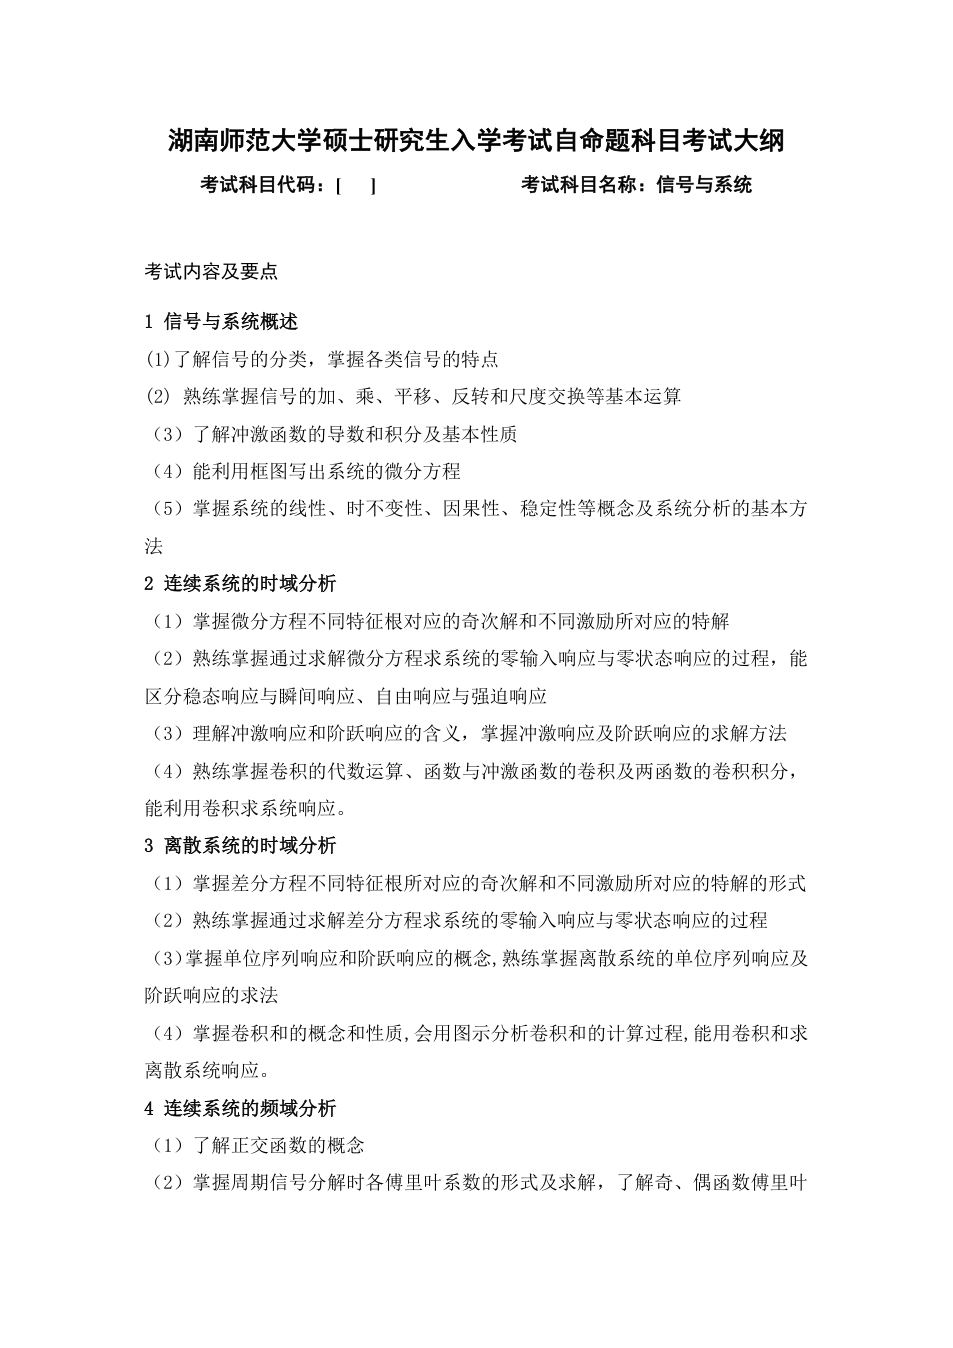 湖南师范大学硕士研究生入学考试自命题科目考试大纲
考试科目代码：[ ] 考试科目名称：信号与系统
考试内容及要点
1 信号与系统概述
(1)了解信号的分类，掌握各类信号的特点
(2) 熟练掌握信号的加、乘、平移、反转和尺度交换等基本运算
（3）了解冲激函数的导数和积分及基本性质
（4）能利用框图写出系统的微分方程
（5）掌握系统的线性、时不变性、因果性、稳定性等概念及系统分析的基本方
法
2 连续系统的时域分析
（1）掌握微分方程不同特征根对应的奇次解和不同激励所对应的特解
（2）熟练掌握通过求解微分方程求系统的零输入响应与零状态响应的过程，能
区分稳态响应与瞬间响应、自由响应与强迫响应
（3）理解冲激响应和阶跃响应的含义，掌握冲激响应及阶跃响应的求解方法
（4）熟练掌握卷积的代数运算、函数与冲激函数的卷积及两函数的卷积积分，
能利用卷积求系统响应。
3 离散系统的时域分析
（1）掌握差分方程不同特征根所对应的奇次解和不同激励所对应的特解的形式
（2）熟练掌握通过求解差分方程求系统的零输入响应与零状态响应的过程
（3）掌握单位序列响应和阶跃响应的概念,熟练掌握离散系统的单位序列响应及
阶跃响应的求法
（4）掌握卷积和的概念和性质,会用图示分析卷积和的计算过程,能用卷积和求
离散系统响应。
4 连续系统的频域分析
（1）了解正交函数的概念
（2）掌握周期信号分解时各傅里叶系数的形式及求解，了解奇、偶函数傅里叶